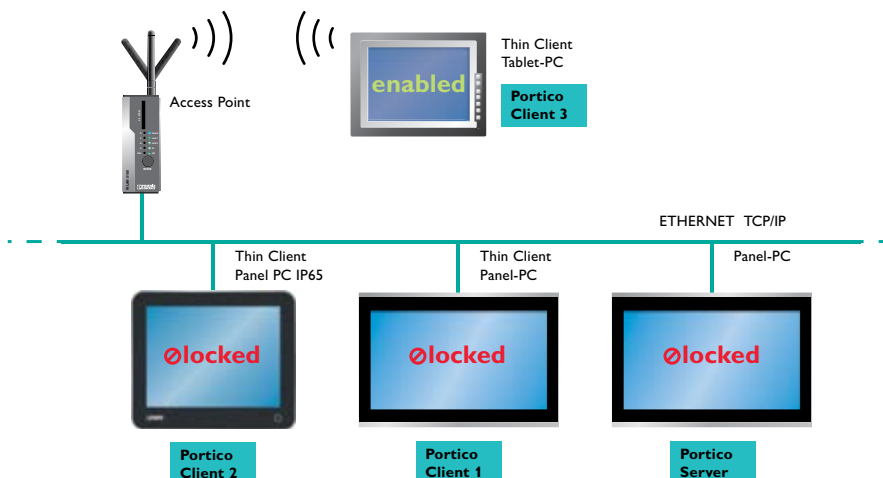 Thin Client
Tablet-PC
enabled
Portico
Client 3
Access Point
ETHERNET TCP/IP
Thin Client
Panel PC IP65
Thin Client
Panel-PC
Panel-PC
locked
locked
locked
Portico
Client 2
Portico
Client 1
Portico
Server